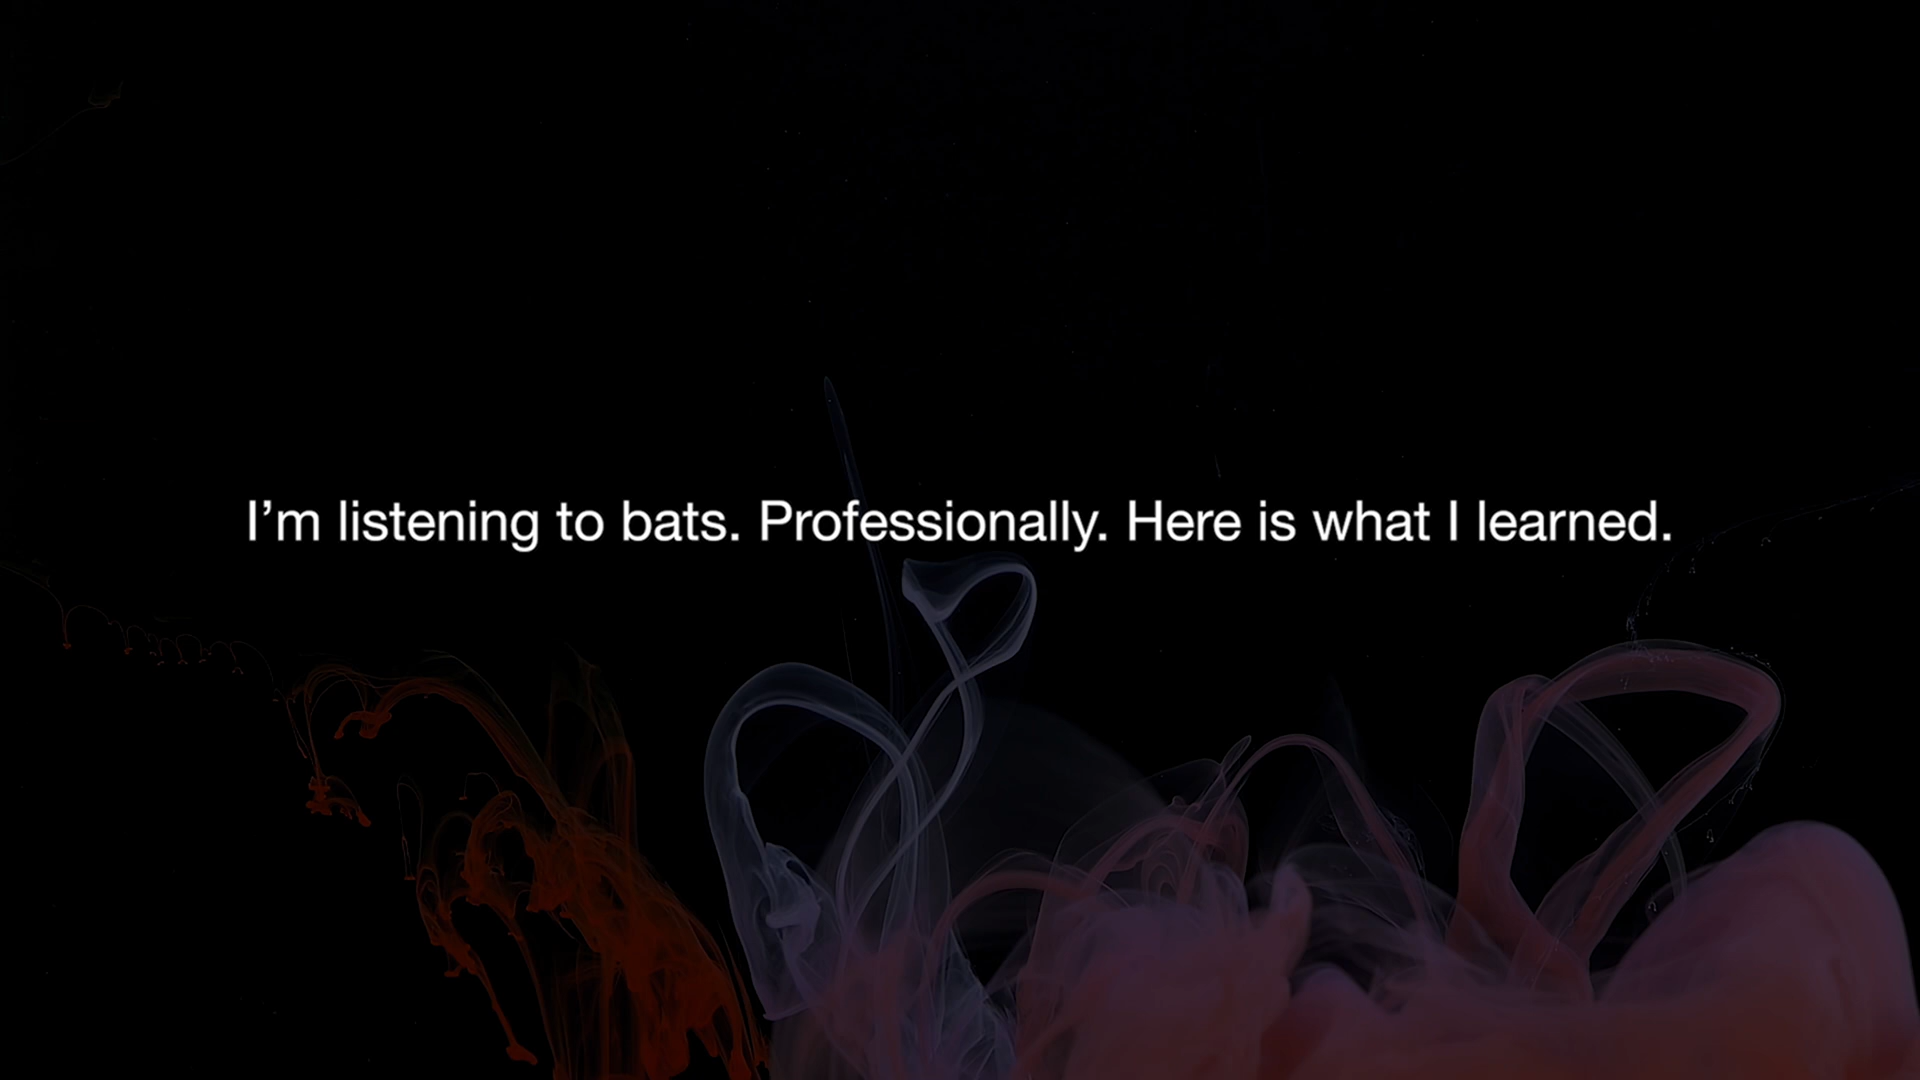 I’m listening to bats. Professionally. Here is what I learned.